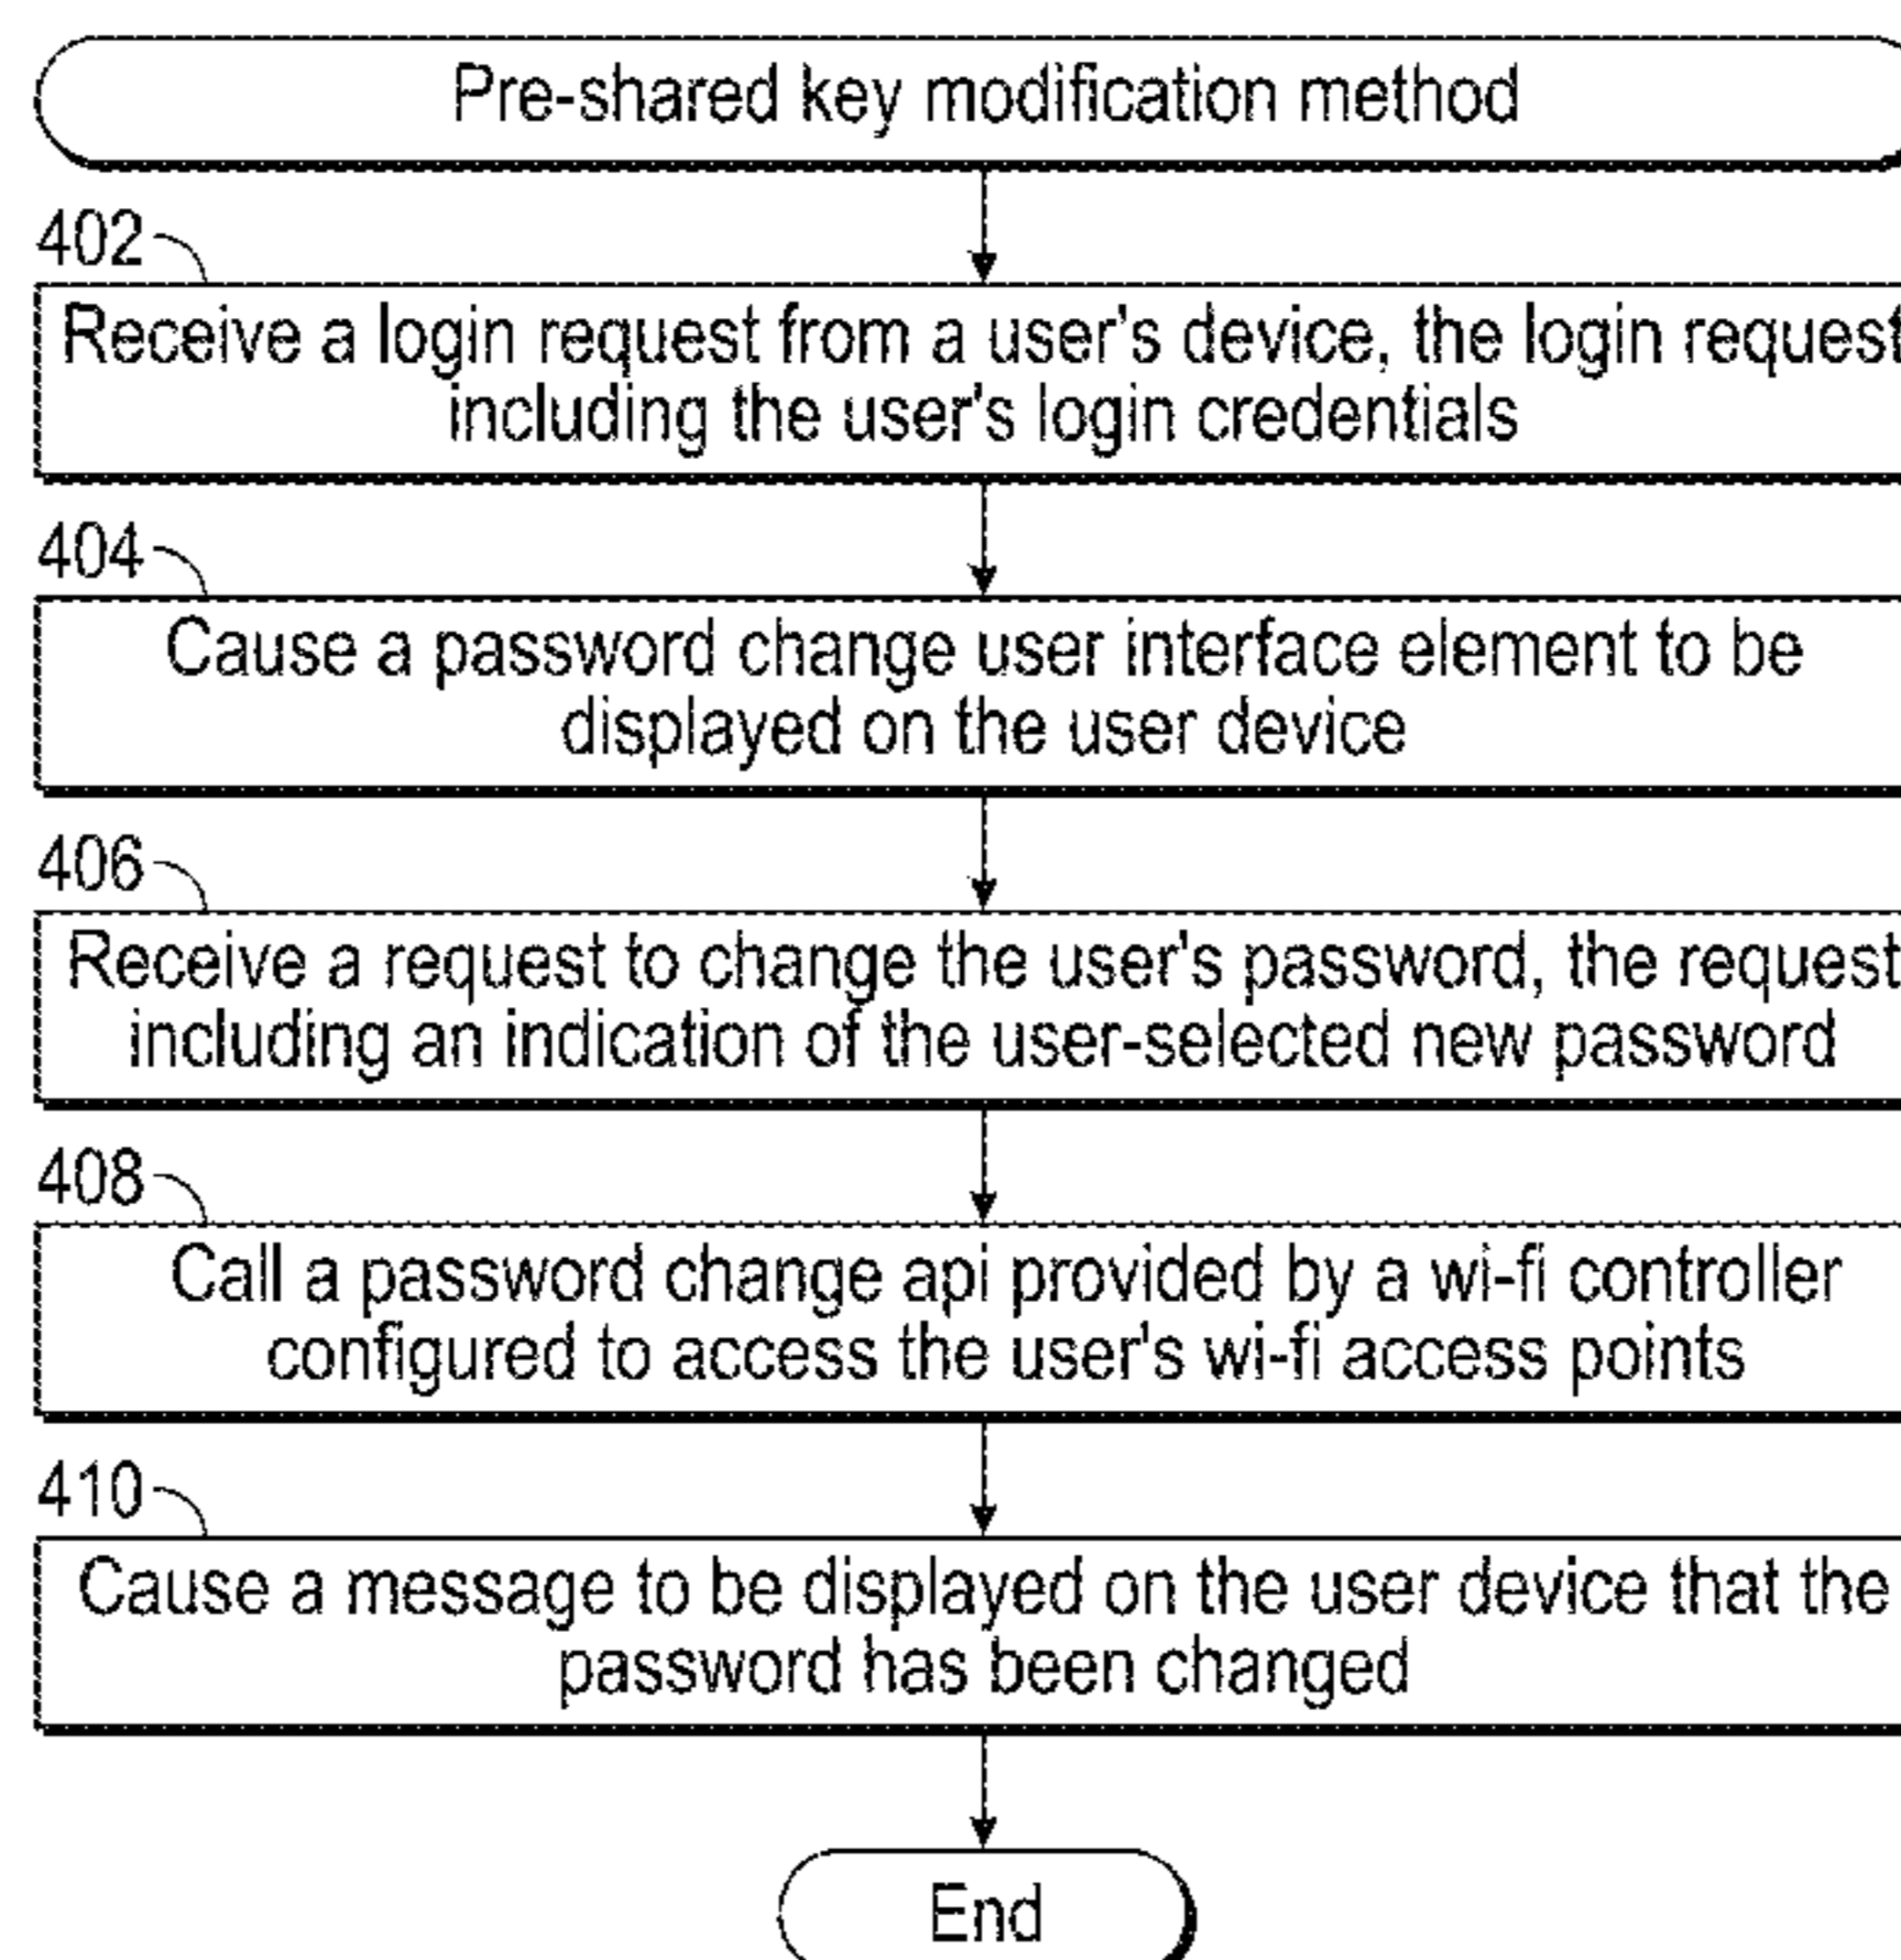 Pre-shared key modification method
402
Receive a login request from a user's device, the login request
including the user's login credentials
404
Cause a password change user interface element to be
displayed on the user device
406
Receive a request to change the user's password, the request
including an indication of the user-selected new password
408
Call a password change api provided by a wi-fi controller
configured to access the user's wi-fi access points
410
Cause a message to be displayed on the user device that the
password has been changed
End